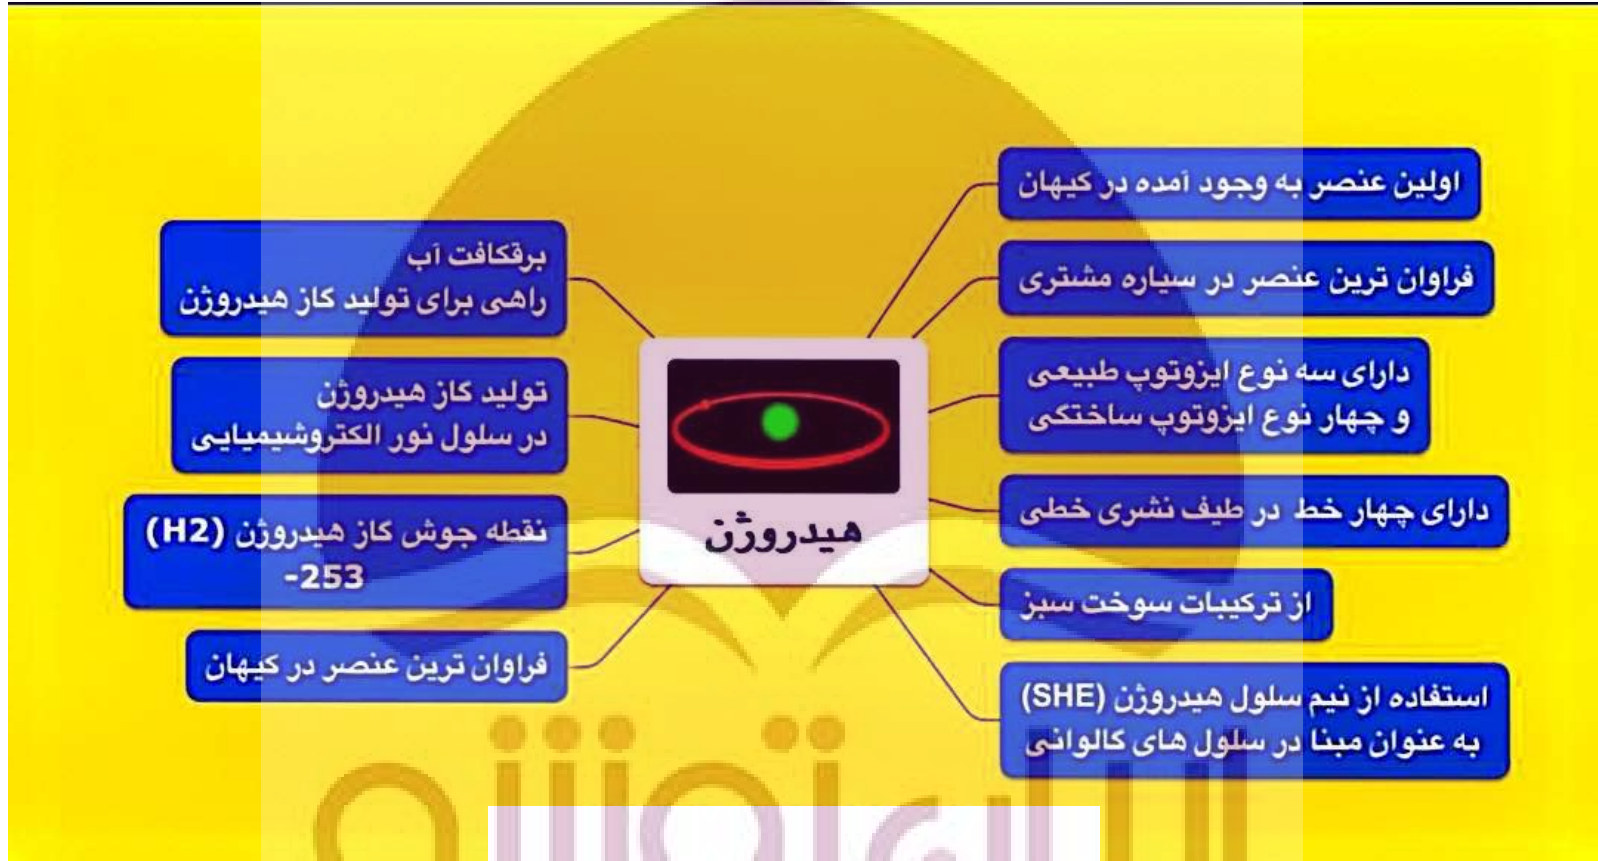 اولین عنصر به وجود آمده در کیهان
فراوان ترین عنصر در سیاره مشتری
دارای سه نوع ایزوتوپ طبیعی
و چهار نوع ایزوتوپ ساختگی
دارای چهار خط در طیف نشری خطی
از ترکیبات سوخت سبز
استفاده از نیم سلول هیدروژن (SHE)
به عنوان مبنا در سلول های گالوانی
هیدروژن
برقکافت آب
راهی برای تولید گاز هیدروژن
تولید گاز هیدروژن
در سلول نور الکتروشیمیایی
نقطه جوش گاز هیدروژن (H2)
-253
فراوان ترین عنصر در کیهان
ایران توشه